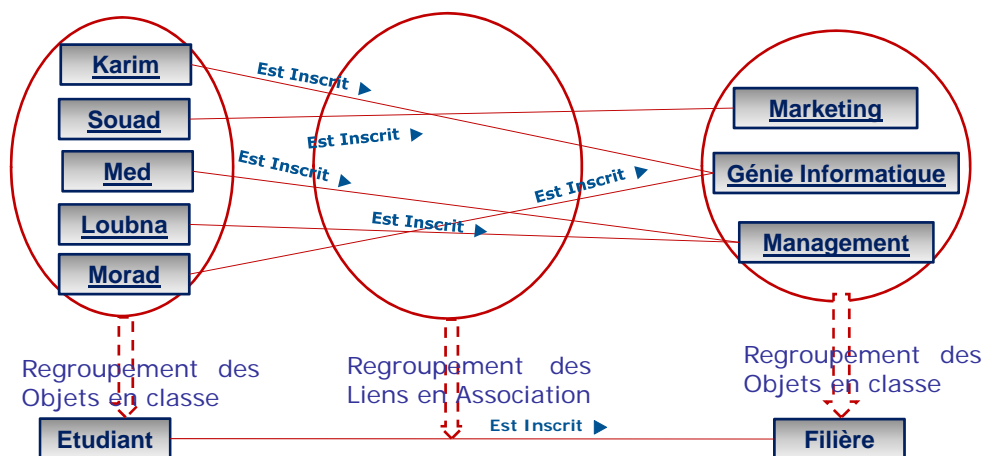 Karim
Souad
Med
Loubna
Morad
Est Inscrit ►
Est Inscrit ►
Est Inscrit ►
Est Inscrit ►
Est Inscrit ►
Marketing
Génie Informatique
Management
Regroupement des
Objets en classe
Regroupement des
Liens en Association
Regroupement des
Objets en classe
Etudiant
Est Inscrit ►
Filière